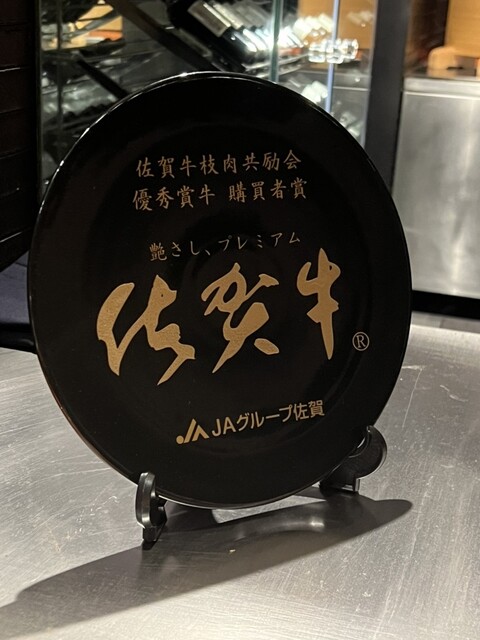 佐賀牛枝肉共励会
優秀賞牛 購買者賞
艶さし、プレミアム
佐賀牛®
JAグループ佐賀